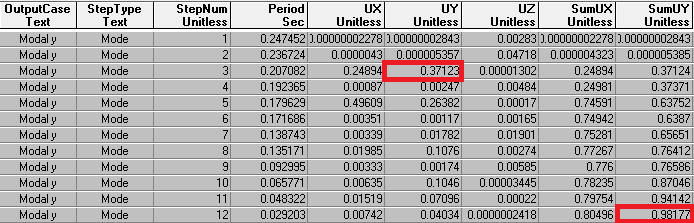 OutputCase StepType StepNum Period UX UY UZ SumUX SumUY
Text Text Unitless Sec Unitless Unitless Unitless Unitless Unitless
Modal y Mode 1 0.247452 0.00000002278 0.00000002843 0.00283 0.00000002278 0.00000002843
Modal y Mode 2 0.236724 0.0000043 0.000005357 0.04718 0.000004323 0.000005385
Modal y Mode 3 0.207082 0.24894 0.37123 0.00001302 0.24894 0.37124
Modal y Mode 4 0.192365 0.00087 0.00247 0.00484 0.24981 0.37371
Modal y Mode 5 0.179629 0.49609 0.26382 0.00017 0.74591 0.63752
Modal y Mode 6 0.171686 0.00351 0.00117 0.00165 0.74942 0.6387
Modal y Mode 7 0.138743 0.00339 0.01782 0.01901 0.75281 0.65651
Modal y Mode 8 0.135171 0.01985 0.1076 0.00274 0.77267 0.76412
Modal y Mode 9 0.092995 0.00333 0.00174 0.00585 0.776 0.76586
Modal y Mode 10 0.065771 0.00635 0.1046 0.00003445 0.78235 0.87046
Modal y Mode 11 0.048322 0.01519 0.07096 0.00022 0.79754 0.94142
Modal y Mode 12 0.029203 0.00742 0.04034 0.0000002418 0.80496 0.98177